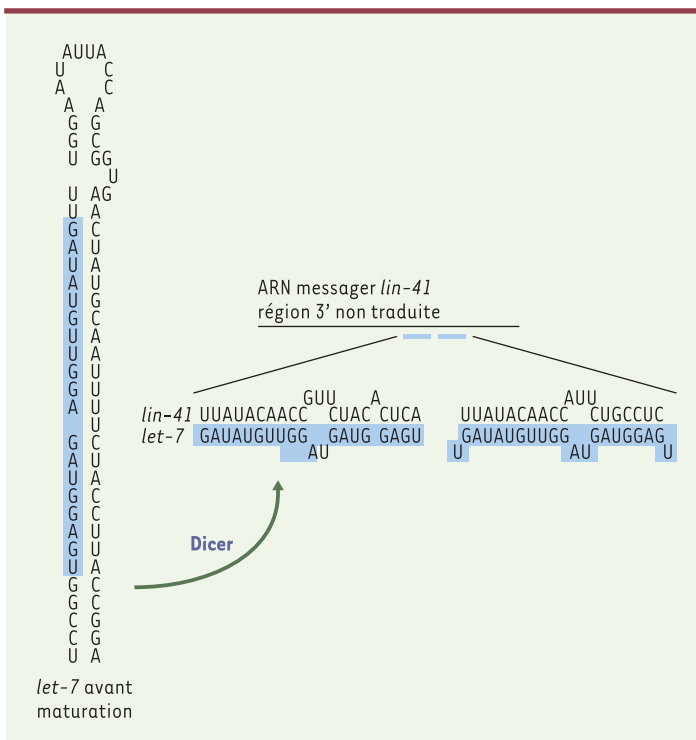 AUUA
U C
A C
A A
G G
G C
U GG
U
U AG
U A
G C
A U
U A
A U
U G
G C
U A
U A
G U
G U
A U
U
G C
A U
U A
G C
G C
A U
G U
U A
G C
G C
C G
C G
U A
let-7 avant
maturation
Dicer
ARN messager lin-41
région 3’ non traduite
GUU A AUU
lin-41 UUAUACAACC CUAC CUCA UUAUACAACC CUGCCUC
let-7 GAUAUGUUGG GAUG GAGU GAUAUGUUGG GAUGGAG
AU U AU U